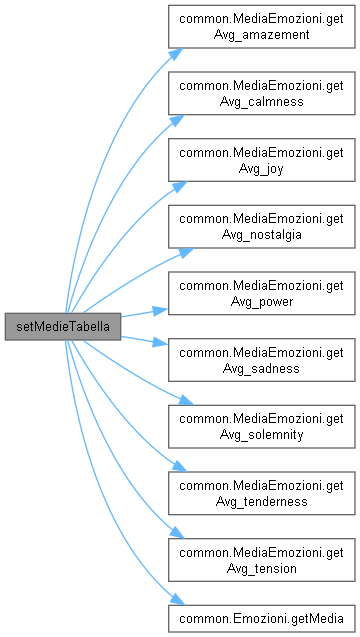 common.MediaEmozioni.get
Avg_amazement
common.MediaEmozioni.get
Avg_calmness
common.MediaEmozioni.get
Avg_joy
common.MediaEmozioni.get
Avg_nostalgia
common.MediaEmozioni.get
Avg_power
setMedieTabella
common.MediaEmozioni.get
Avg_sadness
common.MediaEmozioni.get
Avg_solemnity
common.MediaEmozioni.get
Avg_tenderness
common.MediaEmozioni.get
Avg_tension
common.Emozioni.getMedia